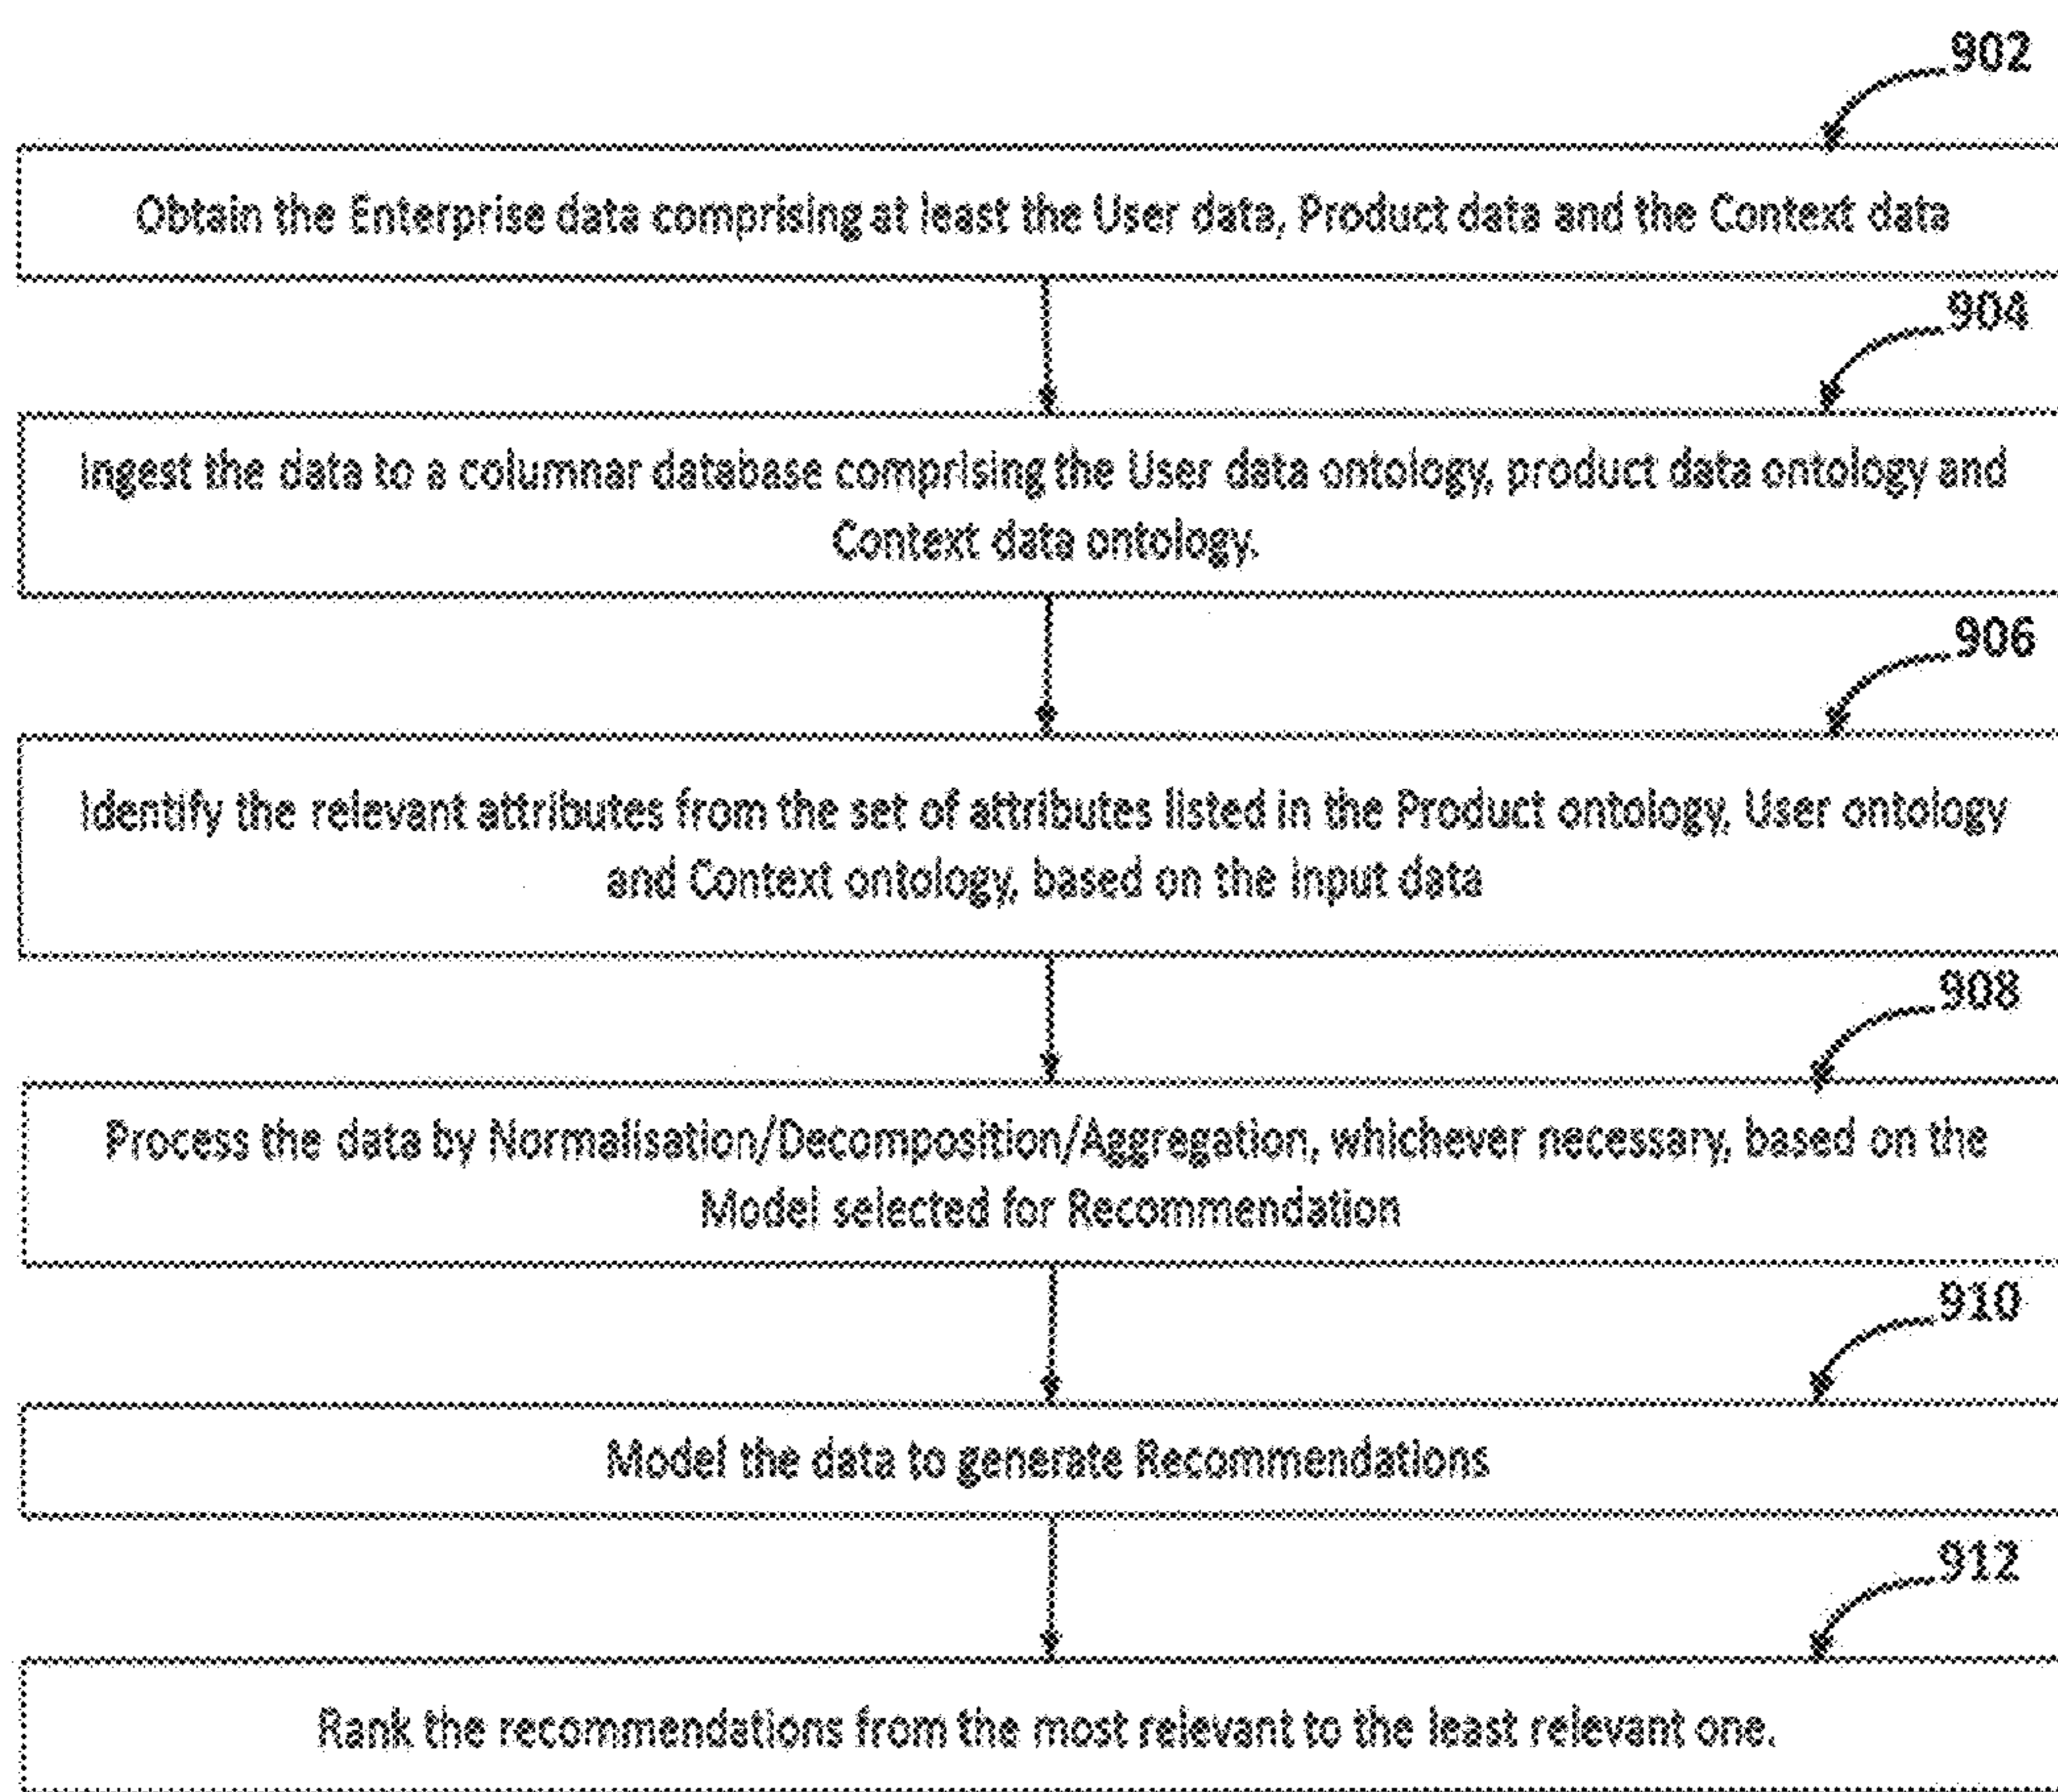 902
Obtain the Enterprise data comprising at least the User data, Product data and the Context data
904
Ingest the data to a columnar database comprising the User data ontology, product data ontology and
Context data ontology.
906
Identify the relevant attributes from the set of attributes listed in the Product ontology, User ontology
and Context ontology, based on the input data
908
Process the data by Normalisation/Decomposition/Aggregation, whichever necessary, based on the
Model selected for Recommendation
910
Model the data to generate Recommendations
912
Rank the recommendations from the most relevant to the least relevant one.